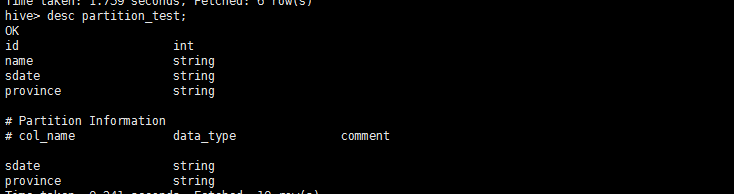 Time taken: 1.759 seconds, Fetched: 6 row(s)
hive> desc partition_test;
OK
id int
name string
sdate string
province string
# Partition Information
# col_name data_type comment
sdate string
province string
Time taken: 0.241 seconds, Fetched: 10 row(s)